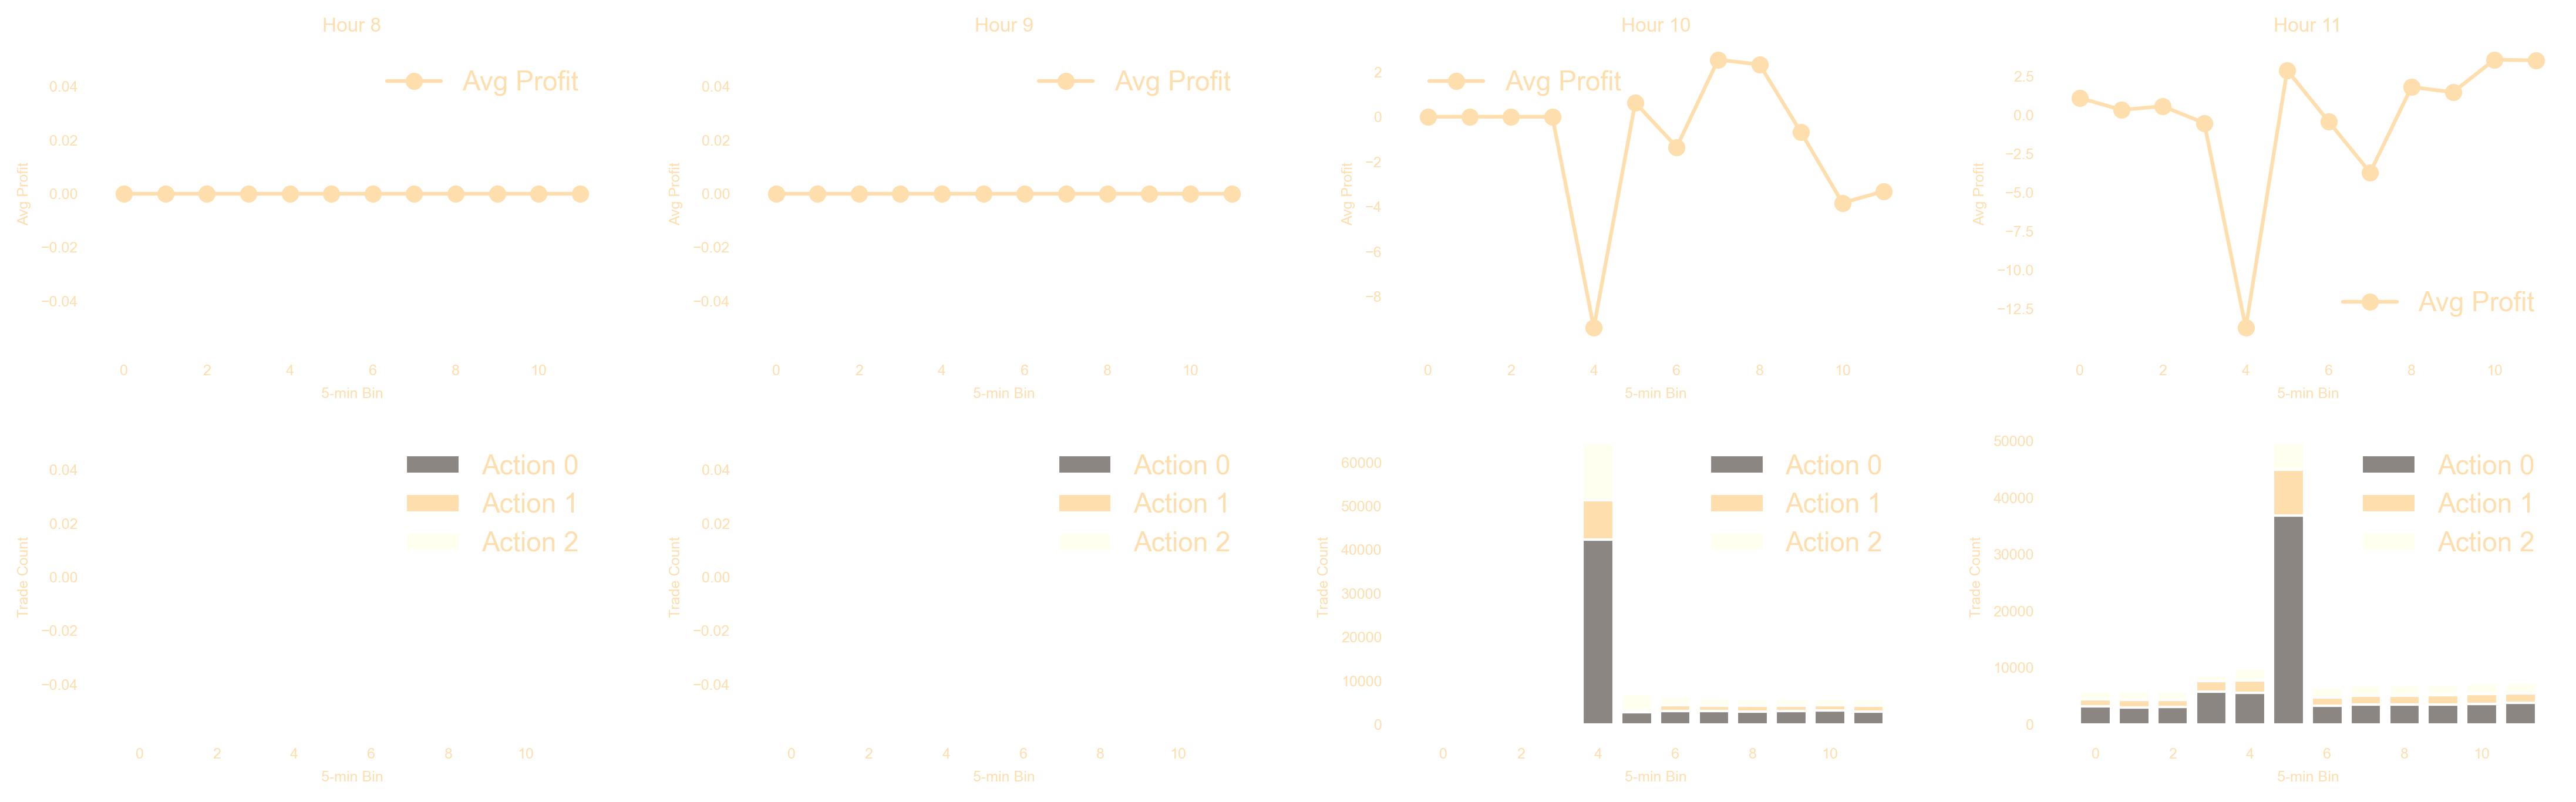 Hour 8
Avg Profit
0.04
0.02
0.00
−0.02
−0.04
Avg Profit
0 2 4 6 8 10
5-min Bin
Hour 9
Avg Profit
0.04
0.02
0.00
−0.02
−0.04
Avg Profit
0 2 4 6 8 10
5-min Bin
Hour 10
Avg Profit
2
0
−2
−4
−6
−8
Avg Profit
0 2 4 6 8 10
5-min Bin
Hour 11
2.5
0.0
−2.5
−5.0
−7.5
−10.0
−12.5
Avg Profit
Avg Profit
0 2 4 6 8 10
5-min Bin
Action 0
Action 1
Action 2
0.04
0.02
0.00
−0.02
−0.04
Trade Count
0 2 4 6 8 10
5-min Bin
Action 0
Action 1
Action 2
0.04
0.02
0.00
−0.02
−0.04
Trade Count
0 2 4 6 8 10
5-min Bin
Action 0
Action 1
Action 2
60000
50000
40000
30000
20000
10000
0
Trade Count
0 2 4 6 8 10
5-min Bin
Action 0
Action 1
Action 2
50000
40000
30000
20000
10000
0
Trade Count
0 2 4 6 8 10
5-min Bin